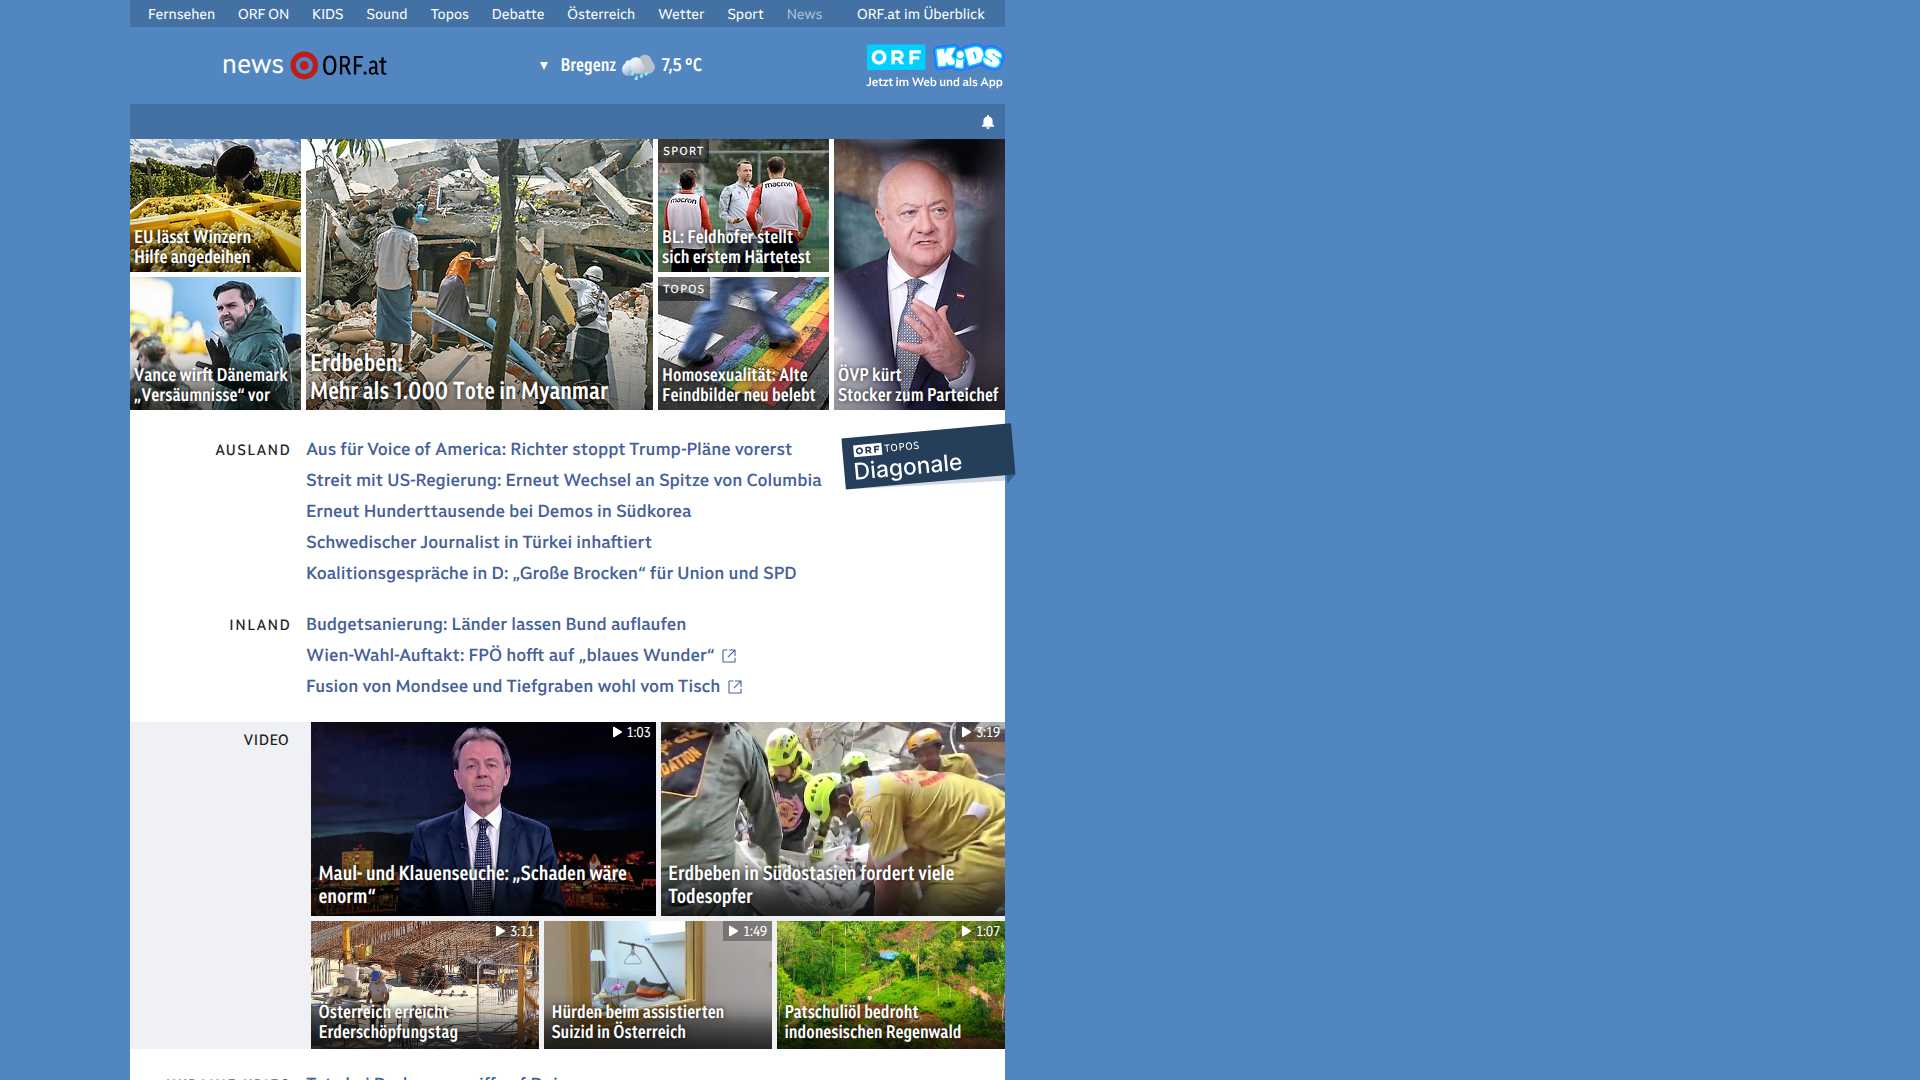 Fernsehen ORF ON KIDS Sound Topos Debatte Österreich Wetter Sport News ORF.at im Überblick
news ORF.at
▼ Bregenz 7,5 °C
ORF KiDS
Jetzt im Web und als App
EU lässt Winzern
Hilfe angedeihen
Vance wirft Dänemark
„Versäumnisse“ vor
Erdbeben:
Mehr als 1.000 Tote in Myanmar
SPORT
macron
macron
BL: Feldhofer stellt
sich erstem Härtetest
TOPOS
Homosexualität: Alte
Feindbilder neu belebt
ÖVP kürt
Stocker zum Parteichef
AUSLAND
Aus für Voice of America: Richter stoppt Trump-Pläne vorerst
Streit mit US-Regierung: Erneut Wechsel an Spitze von Columbia
Erneut Hunderttausende bei Demos in Südkorea
Schwedischer Journalist in Türkei inhaftiert
Koalitionsgespräche in D: „Große Brocken“ für Union und SPD
ORF TOPOS
Diagonale
INLAND
Budgetsanierung: Länder lassen Bund auflaufen
Wien-Wahl-Auftakt: FPÖ hofft auf „blaues Wunder“
Fusion von Mondsee und Tiefgraben wohl vom Tisch
VIDEO
1:03
Maul- und Klauenseuche: „Schaden wäre
enorm“
3:19
Erdbeben in Südostasien fordert viele
Todesopfer
3:11
Österreich erreicht
Erderschöpfungstag
1:49
Hürden beim assistierten
Suizid in Österreich
1:07
Patschuliöl bedroht
indonesischen Regenwald